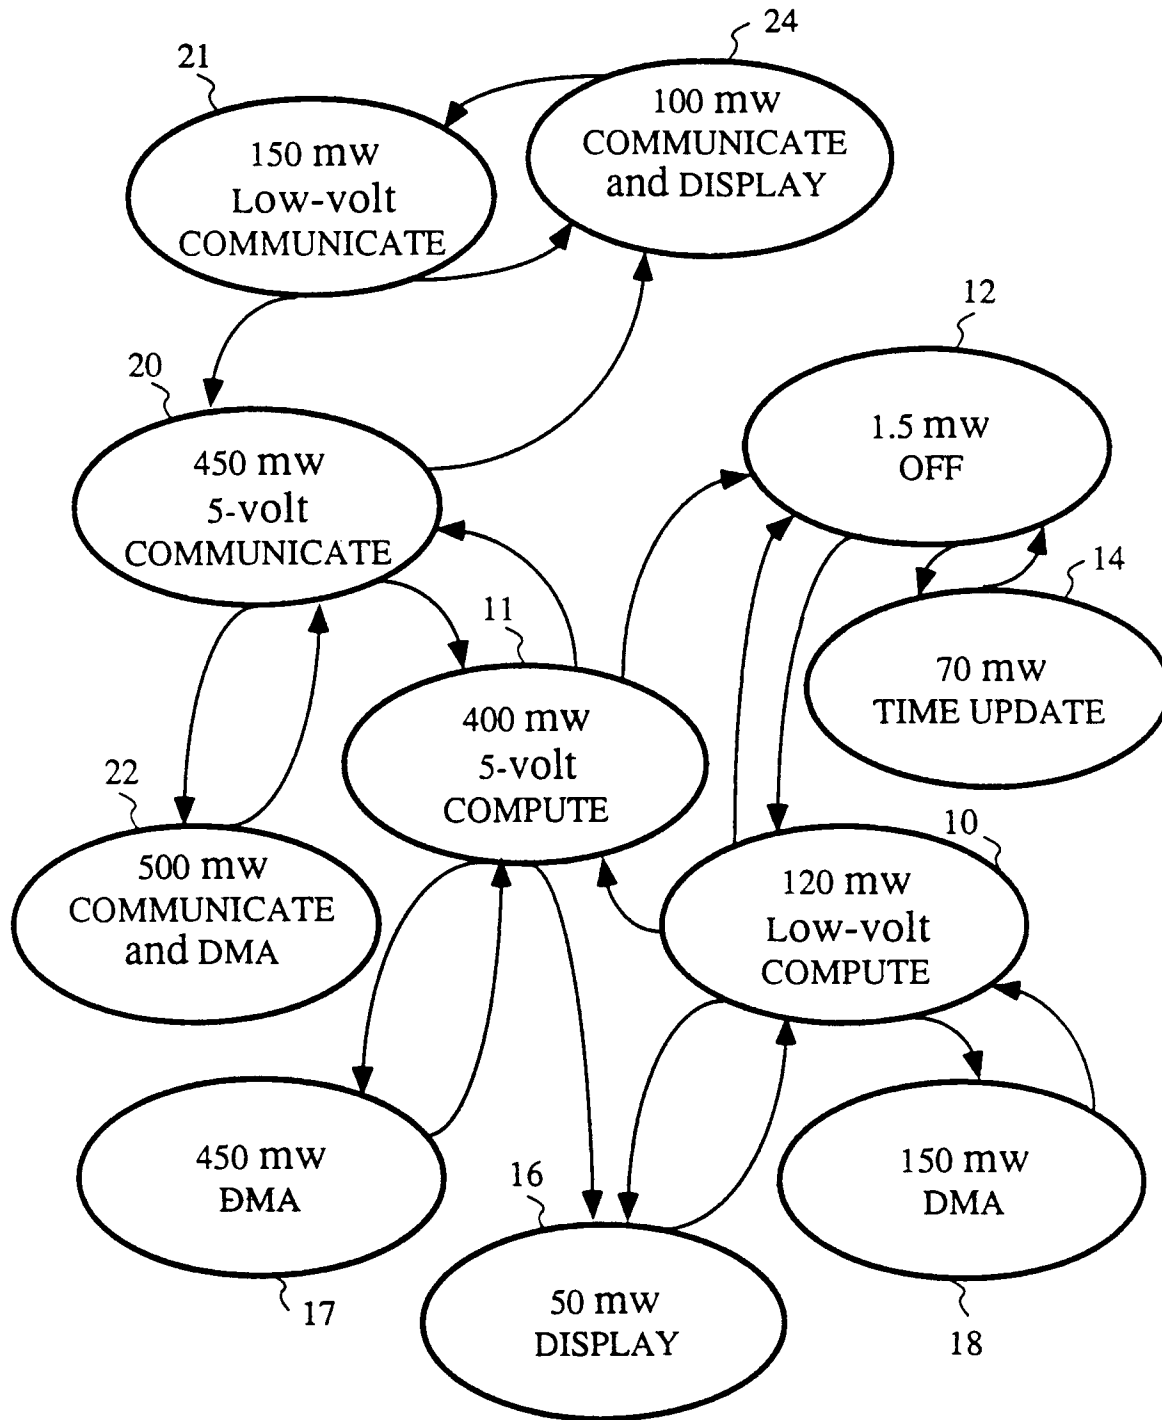 24
21
100 mw
COMMUNICATE
and DISPLAY
150 mw
Low-volt
COMMUNICATE
12
20
1.5 mw
OFF
450 mw
5-volt
COMMUNICATE
14
11
70 mw
TIME UPDATE
400 mw
5-volt
COMPUTE
22
10
500 mw
COMMUNICATE
and DMA
120 mw
Low-volt
COMPUTE
450 mw
DMA
16
150 mw
DMA
17
50 mw
DISPLAY
18